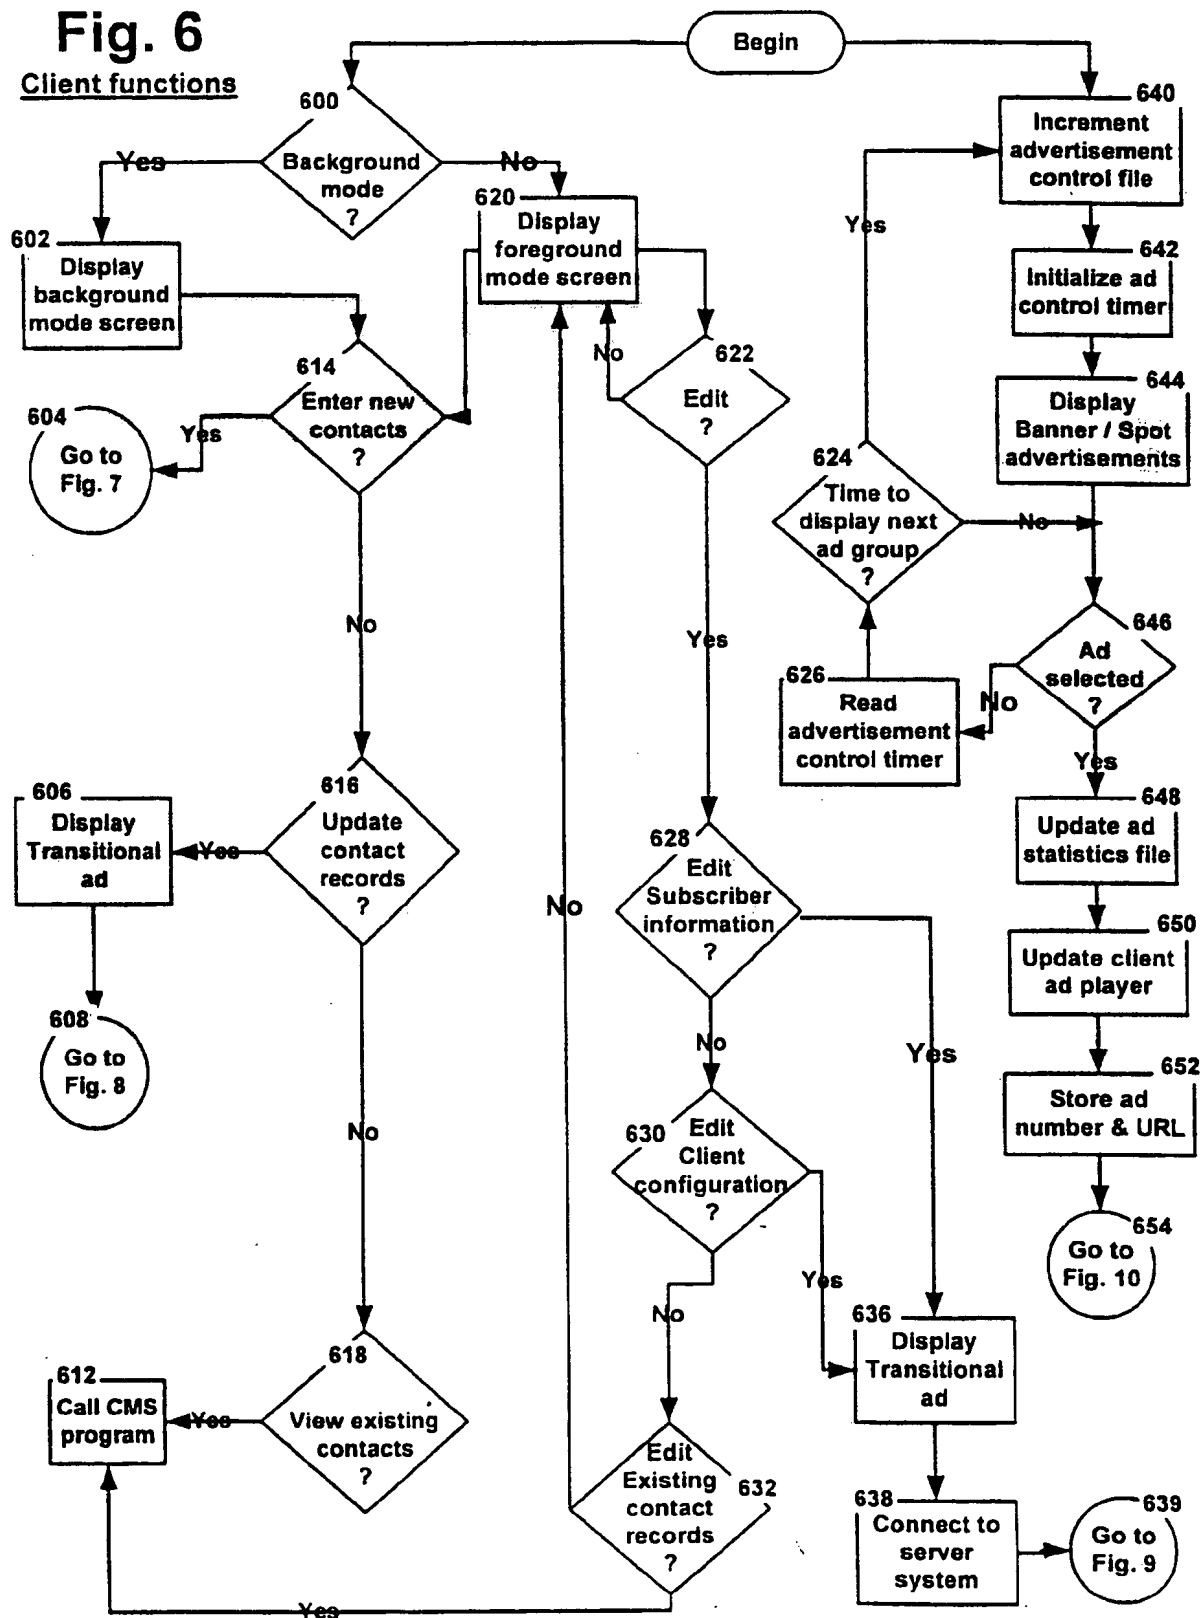 Fig. 6
Client functions
Begin
600
Background
mode
?
Yes
No
602
Display
background
mode screen
620
Display
foreground
mode screen
614
Enter new
contacts
?
Yes
604
Go to
Fig. 7
No
622
Edit
?
No
Yes
640
Increment
advertisement
control file
642
Initialize ad
control timer
644
Display
Banner / Spot
advertisements
Yes
624
Time to
display next
ad group
?
No
646
Ad
selected
?
No
626
Read
advertisement
control timer
Yes
648
Update ad
statistics file
650
Update client
ad player
652
Store ad
number & URL
654
Go to
Fig. 10
616
Update
contact
records
?
Yes
606
Display
Transitional
ad
608
Go to
Fig. 8
No
618
View existing
contacts
?
Yes
612
Call CMS
program
628
Edit
Subscriber
information
?
No
Yes
630
Edit
Client
configuration
?
Yes
No
632
Edit
Existing
contact
records
?
No
Yes
636
Display
Transitional
ad
638
Connect to
server
system
639
Go to
Fig. 9